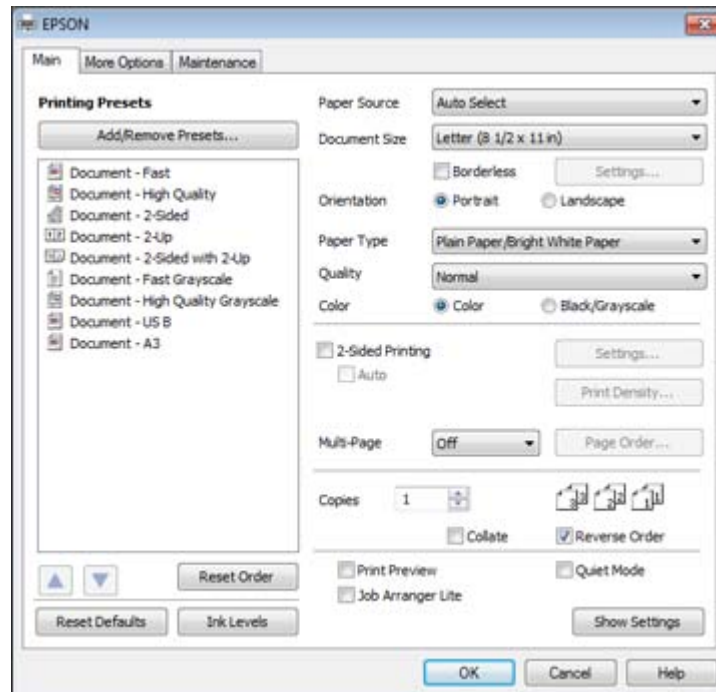 EPSON
Main
More Options
Maintenance
Printing Presets
Add/Remove Presets...
Document - Fast
Document - High Quality
Document - 2-Sided
Document - 2-Up
Document - 2-Sided with 2-Up
Document - Fast Grayscale
Document - High Quality Grayscale
Document - US B
Document - A3
Reset Order
Reset Defaults
Ink Levels
Paper Source
Auto Select
Document Size
Letter (8 1/2 x 11 in)
Borderless
Settings...
Orientation
Portrait
Landscape
Paper Type
Plain Paper/Bright White Paper
Quality
Normal
Color
Color
Black/Grayscale
2-Sided Printing
Settings...
Auto
Print Density...
Multi-Page
Off
Page Order...
Copies
1
Collate
Reverse Order
Print Preview
Quiet Mode
Job Arranger Lite
Show Settings
OK
Cancel
Help